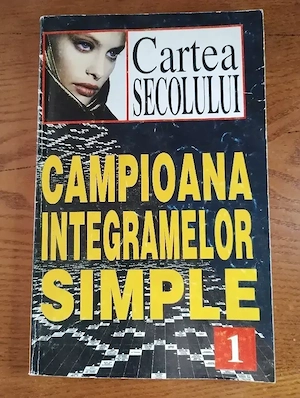 Cartea
SECOLULUI
CAMPIOANA
INTEGRAMELOR
SIMPLE
1